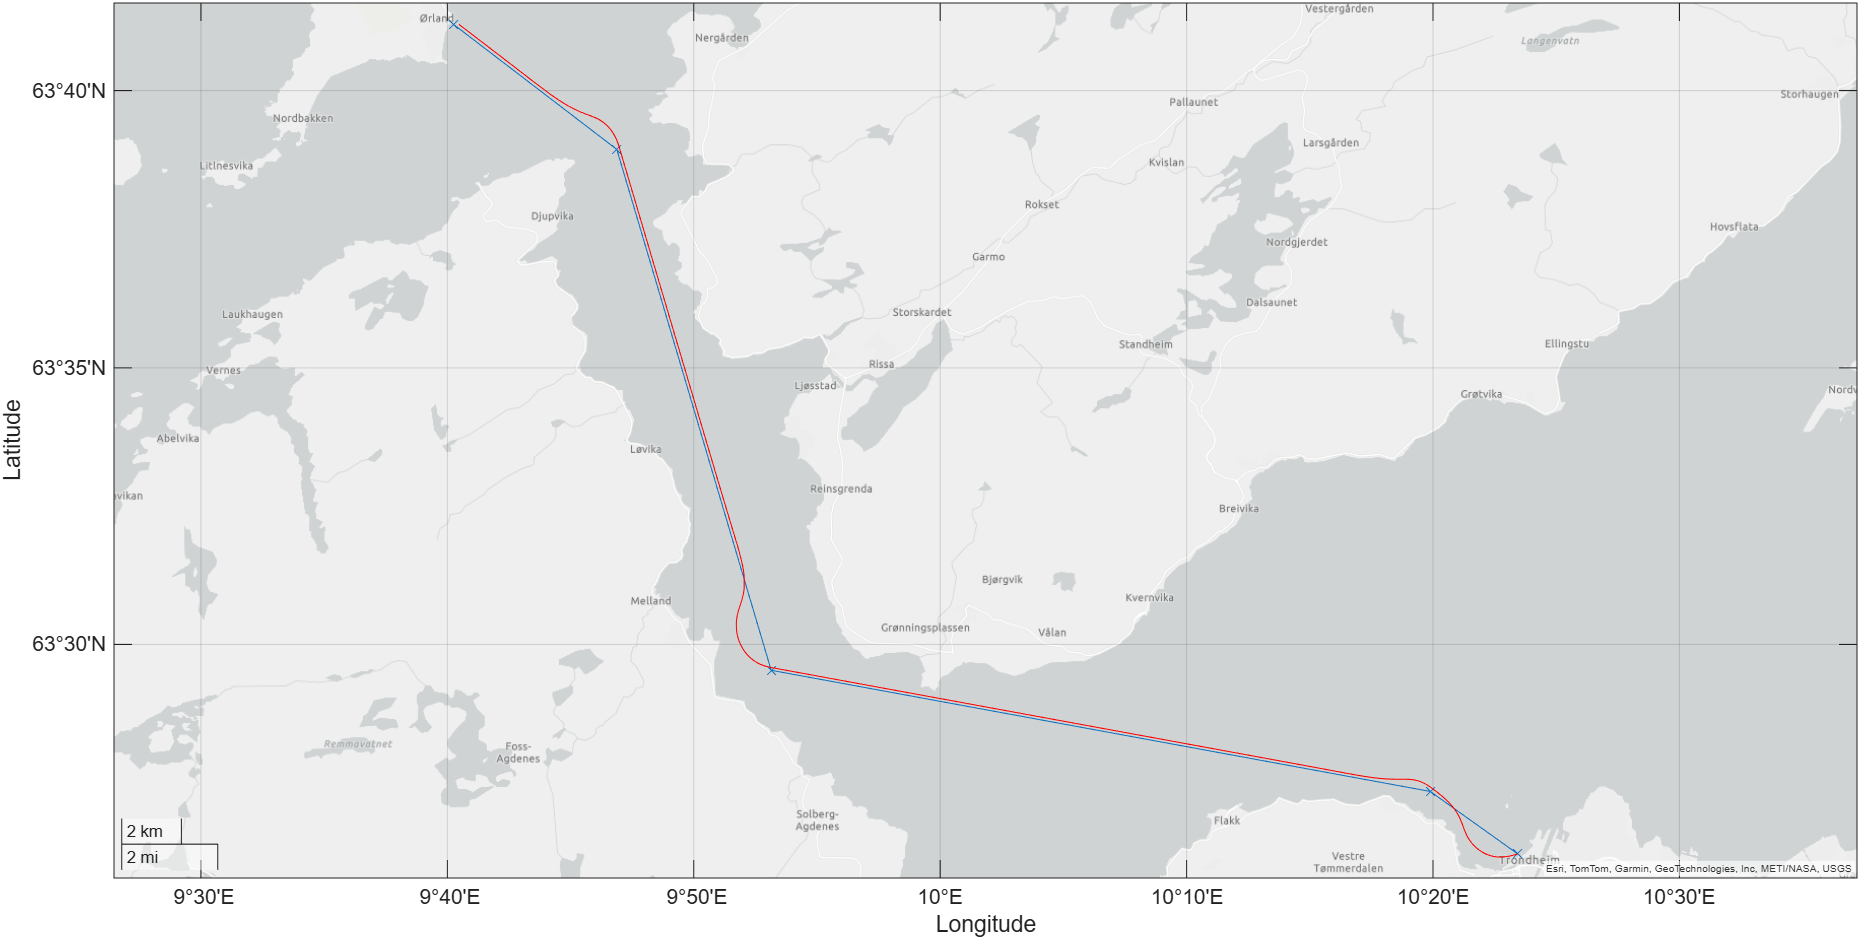 Ørland
Vestergården
Nergården
Langenvatn
63°40'N
Storhaugen
Pallaunet
Nordbakken
Larsgården
Litlnesvika
Kvislan
Rokset
Djupvika
Hovsflata
Nordgjerdet
Garmo
Dalsaunet
Laukhaugen
Storskardet
Standheim
Ellingstu
63°35'N
Vernes
Rissa
Ljøsstad
Nordv
Grøtvika
Latitude
Abelvika
Løvika
Reinsgrenda
avikan
Breivika
Bjørgvik
Melland
Kvernvika
Grønningsplassen
Vålan
63°30'N
Remmavatnet
Foss-
Agdenes
Solberg-
Agdenes
Flakk
2 km
2 mi
Vestre
Tømmerdalen
Trondheim
Esri, TomTom, Garmin, GeoTechnologies, Inc, METI/NASA, USGS
9°30'E
9°40'E
9°50'E
10°E
10°10'E
10°20'E
10°30'E
Longitude